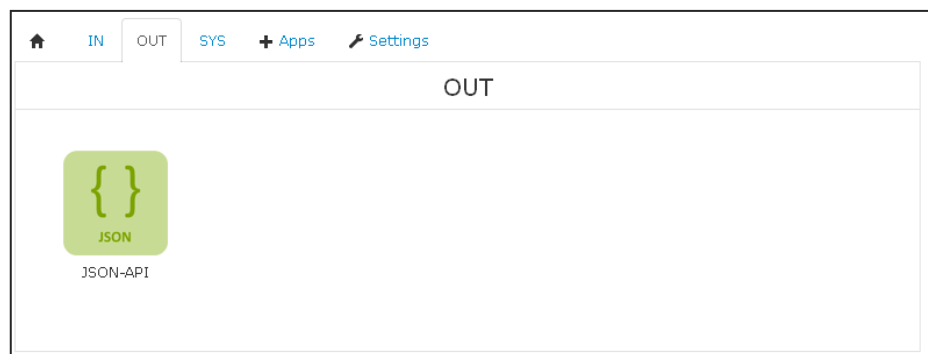 IN OUT SYS Apps Settings
OUT
{ }
JSON
JSON-API